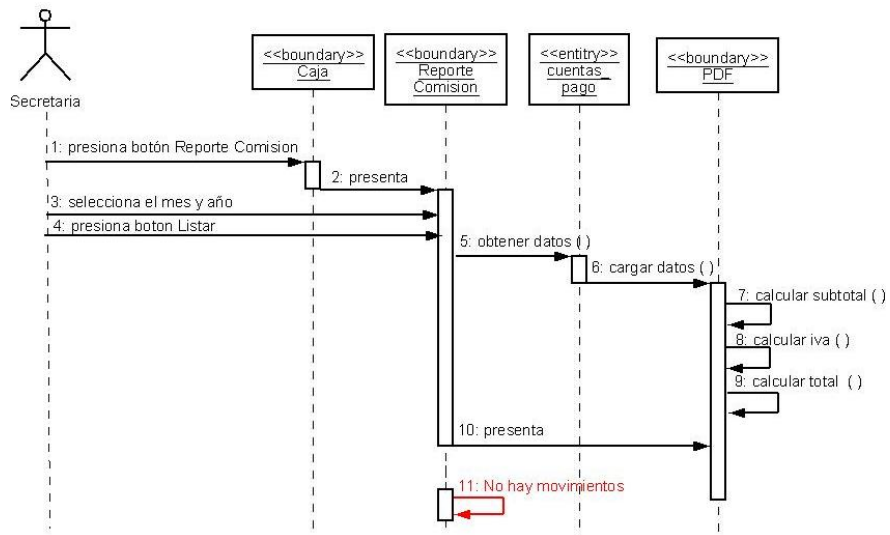 Secretaria
<<boundary>>
Caja
<<boundary>>
Reporte
Comision
<<entitry>>
cuentas_
pago
<<boundary>>
PDF
1: presiona botón Reporte Comision
2: presenta
3: selecciona el mes y año
4: presiona boton Listar
5: obtener datos ( )
6: cargar datos ( )
7: calcular subtotal ( )
8: calcular iva ( )
9: calcular total ( )
10: presenta
11: No hay movimientos